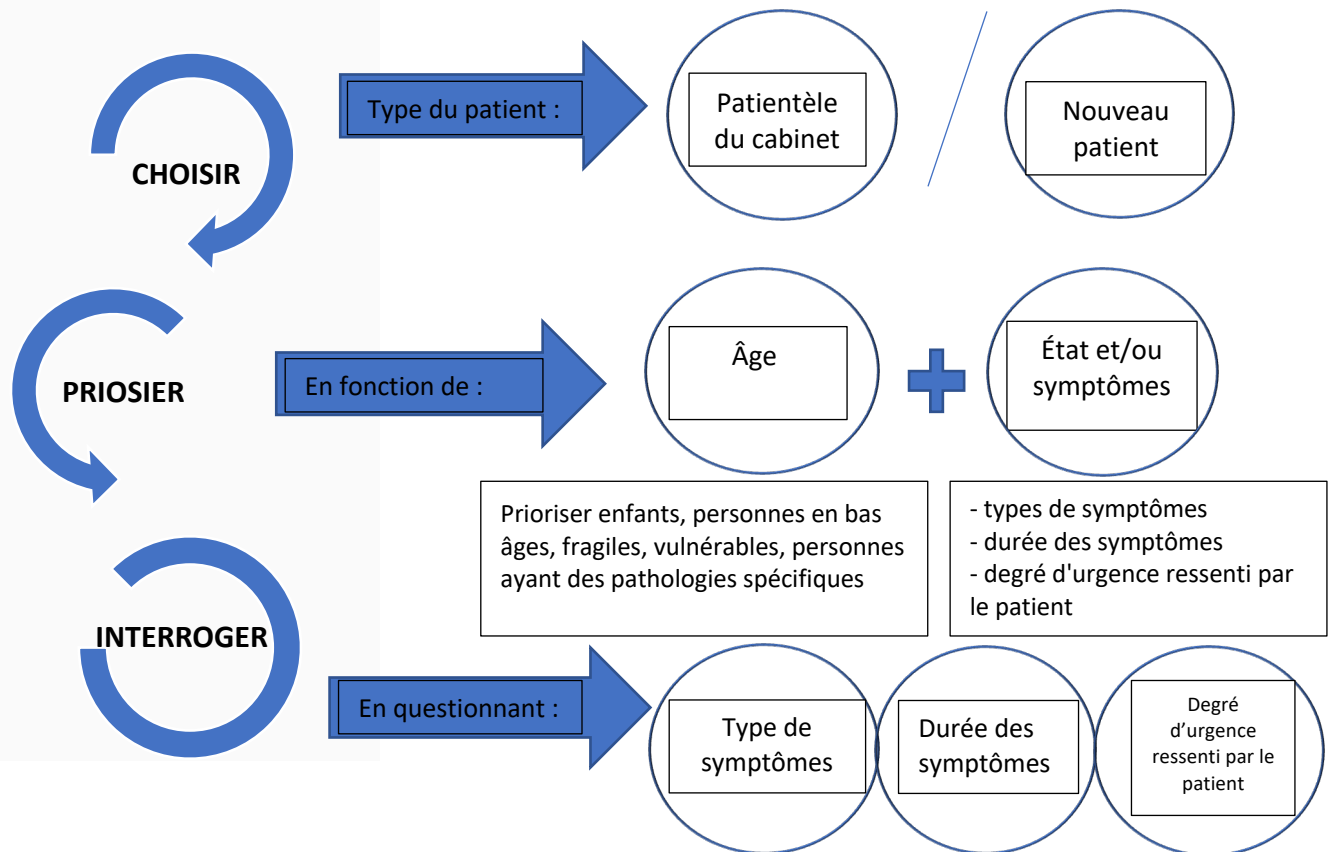 CHOISIR
Type du patient :
Patientèle
du cabinet
Nouveau
patient
PRIOSIER
En fonction de :
Âge
État et/ou
symptômes
Prioriser enfants, personnes en bas
âges, fragiles, vulnérables, personnes
ayant des pathologies spécifiques
- types de symptômes
- durée des symptômes
- degré d'urgence ressenti par
le patient
INTERROGER
En questionnant :
Type de
symptômes
Durée des
symptômes
Degré
d’urgence
ressenti par le
patient